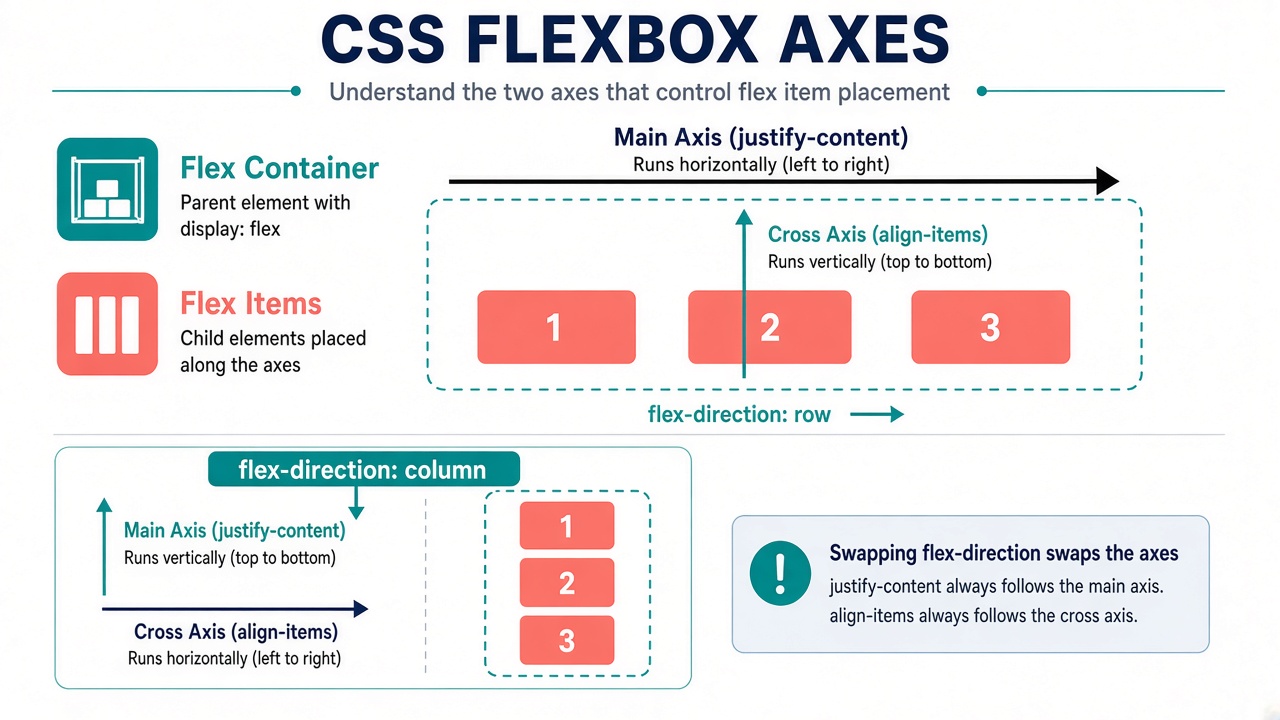 CSS FLEXBOX AXES
Understand the two axes that control flex item placement
Flex Container
Parent element with
display: flex
Flex Items
Child elements placed
along the axes
Main Axis (justify-content)
Runs horizontally (left to right)
Cross Axis (align-items)
Runs vertically (top to bottom)
1
2
3
flex-direction: row
flex-direction: column
Main Axis (justify-content)
Runs vertically (top to bottom)
Cross Axis (align-items)
Runs horizontally (left to right)
1
2
3
!
Swapping flex-direction swaps the axes
justify-content always follows the main axis.
align-items always follows the cross axis.